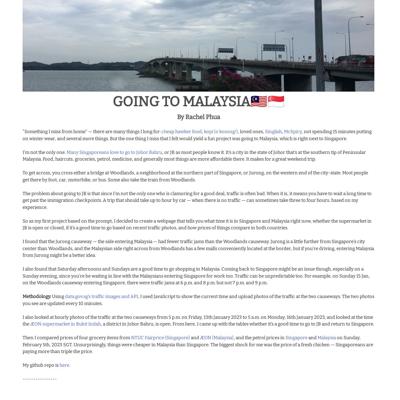 GOING TO MALAYSIA🇲🇾🇸🇬
By Rachel Phua
"Something I miss from home" — there are many things I long for: cheap hawker food, kopi (c kosong!), loved ones, Singlish, McSpicy, not spending 15 minutes putting
on winter wear, and several more things. But the one thing I miss that I felt would yield a fun project was going to Malaysia, which is right next to Singapore.
I'm not the only one. Many Singaporeans love to go to Johor Bahru, or JB as most people know it. It's a city in the state of Johor that's at the southern tip of Peninsular
Malaysia. Food, haircuts, groceries, petrol, medicine, and generally most things are more affordable there. It makes for a great weekend trip.
To get across, you cross either a bridge at Woodlands, a neighborhood in the northern part of Singapore, or Jurong, on the western end of the city-state. Most people
get there by foot, car, motorbike, or bus. Some also take the train from Woodlands.
The problem about going to JB is that since I'm not the only one who is clamoring for a good deal, traffic is often bad. When it is, it means you have to wait a long time to
get past the immigration checkpoints. A trip that should take up to hour by car — when there is no traffic — can sometimes take three to four hours, based on my
experience.
So as my first project based on the prompt, I decided to create a webpage that tells you what time it is in Singapore and Malaysia right now, whether the supermarket in
JB is open or closed, if it's a good time to go based on recent traffic photos, and how prices of things compare in both countries.
I found that the Jurong causeway — the side entering Malaysia — had fewer traffic jams than the Woodlands causeway. Jurong is a little further from Singapore's city
center than Woodlands, and the Malaysian side right across from Woodlands has a few malls conveniently located at the border, but if you're driving, entering Malaysia
from Jurong might be a better idea.
I also found that Saturday afternoons and Sundays are a good time to go shopping in Malaysia. Coming back to Singapore might be an issue though, especially on a
Sunday evening, since you're be waiting in line with the Malaysians entering Singapore for work too. Traffic can be unpredictable too. For example, on Sunday 15 Jan,
on the Woodlands causeway entering Singapore, there were traffic jams at 6 p.m. and 8 p.m. but not 7 p.m. and 9 p.m.
Methodology Using data.gov.sg's traffic images and API, I used JavaScript to show the current time and upload photos of the traffic at the two causeways. The two photos
you see are updated every 10 minutes.
I also looked at hourly photos of the traffic at the two causeways from 5 p.m. on Friday, 13th January 2023 to 5 a.m. on Monday, 16th January 2023, and looked at the time
the ÆON supermarket in Bukit Indah, a district in Johor Bahru, is open. From here, I came up with the tables whether it's a good time to go to JB and return to Singapore.
Then I compared prices of four grocery items from NTUC Fairprice (Singapore) and ÆON (Malaysia), and the petrol prices in Singapore and Malaysia on Sunday,
February 5th, 2023 SGT. Unsurprisingly, things were cheaper in Malaysia than Singapore. The biggest shock for me was the price of a fresh chicken — Singaporeans are
paying more than triple the price.
My github repo is here.
-----------------